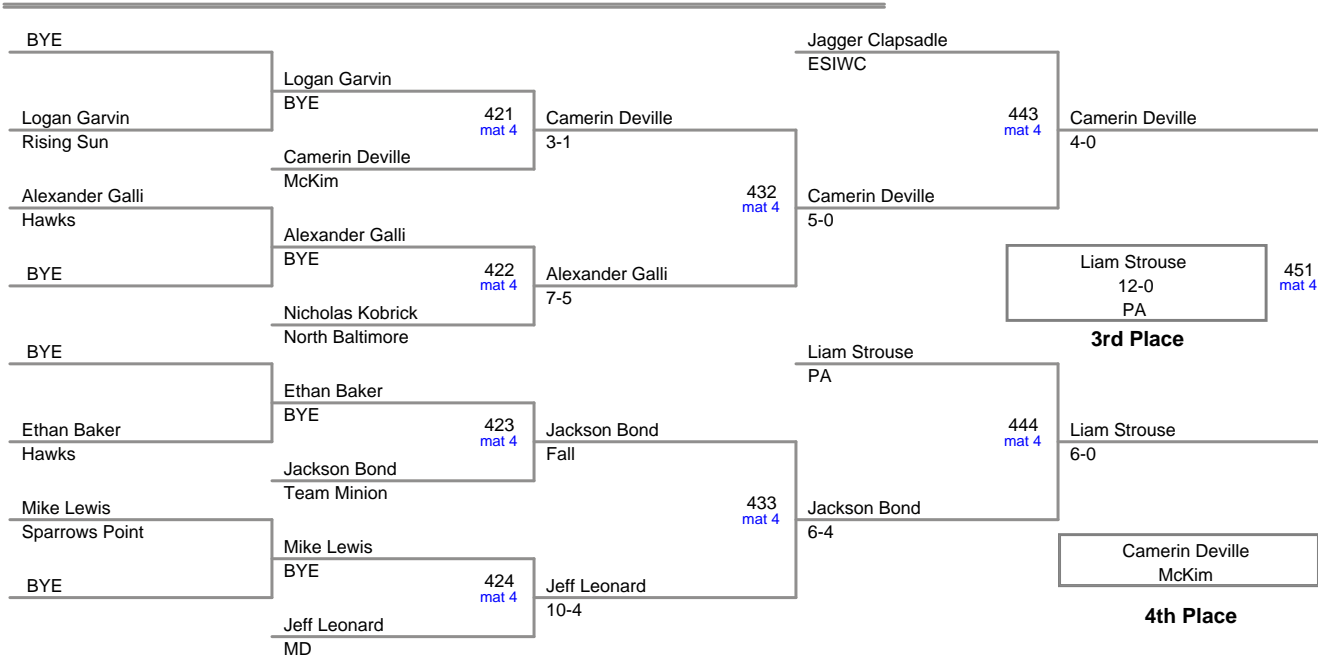 BYE
Logan Garvin
Rising Sun
Alexander Galli
Hawks
BYE
BYE
Ethan Baker
Hawks
Mike Lewis
Sparrows Point
BYE
Logan Garvin
BYE
421
mat 4
Camerin Deville
McKim
Alexander Galli
BYE
422
mat 4
Nicholas Kobrick
North Baltimore
Ethan Baker
BYE
423
mat 4
Jackson Bond
Team Minion
Mike Lewis
BYE
424
mat 4
Jeff Leonard
MD
Camerin Deville
3-1
432
mat 4
Alexander Galli
7-5
Jackson Bond
Fall
433
mat 4
Jeff Leonard
10-4
Jagger Clapsadle
ESIWC
443
mat 4
Camerin Deville
5-0
Liam Strouse
PA
444
mat 4
Jackson Bond
6-4
Camerin Deville
4-0
Liam Strouse
12-0
PA
451
mat 4
3rd Place
Liam Strouse
6-0
Camerin Deville
McKim
4th Place